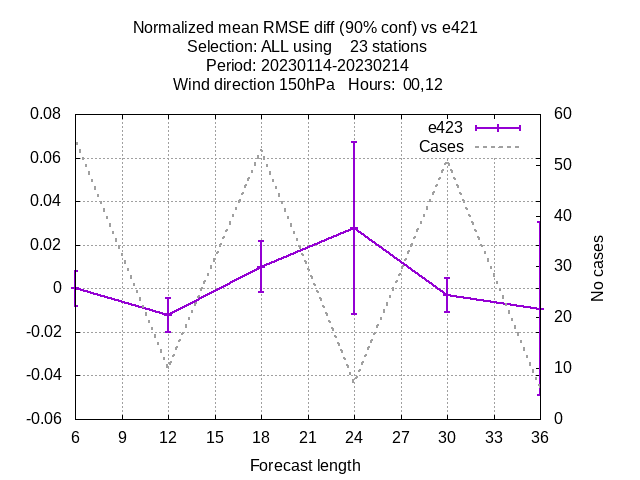 Normalized mean RMSE diff (90% conf) vs e421
Selection: ALL using    23 stations
Period: 20230114-20230214
Wind direction 150hPa   Hours:  00,12
0.08
0.06
0.04
0.02
0
-0.02
-0.04
-0.06
60
50
40
30
20
10
0
e423
Cases
No cases
6 9 12 15 18 21 24 27 30 33 36
Forecast length